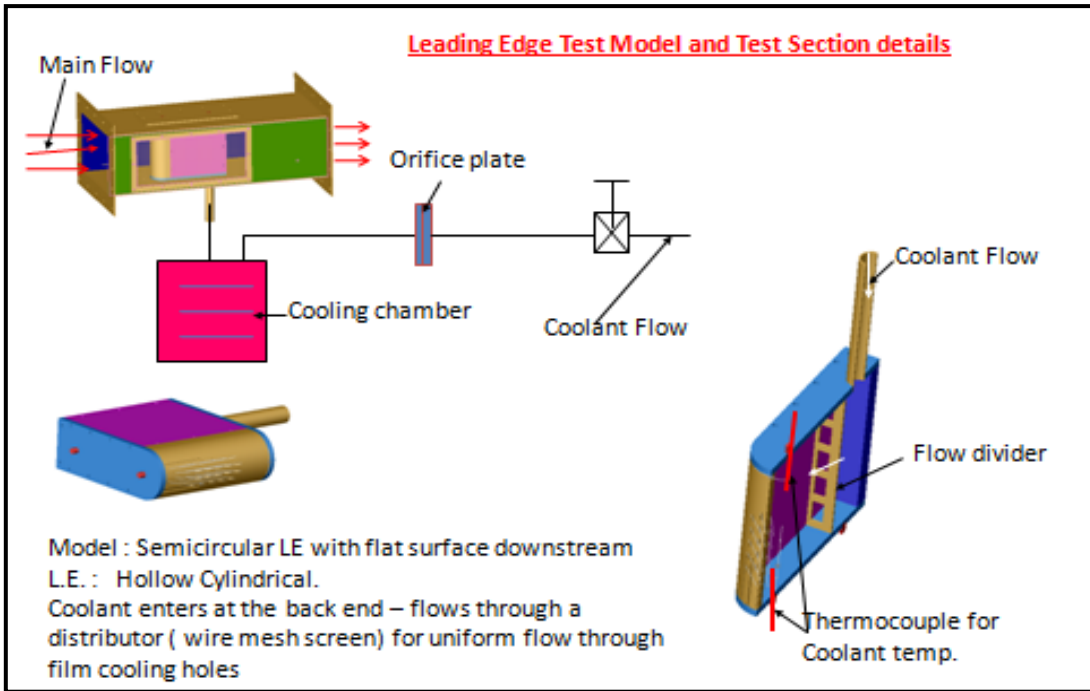 Leading Edge Test Model and Test Section details
Main Flow
Orifice plate
Cooling chamber
Coolant Flow
Coolant Flow
Flow divider
Thermocouple for
Coolant temp.
Model : Semicircular LE with flat surface downstream
L.E. : Hollow Cylindrical.
Coolant enters at the back end – flows through a
distributor ( wire mesh screen) for uniform flow through
film cooling holes